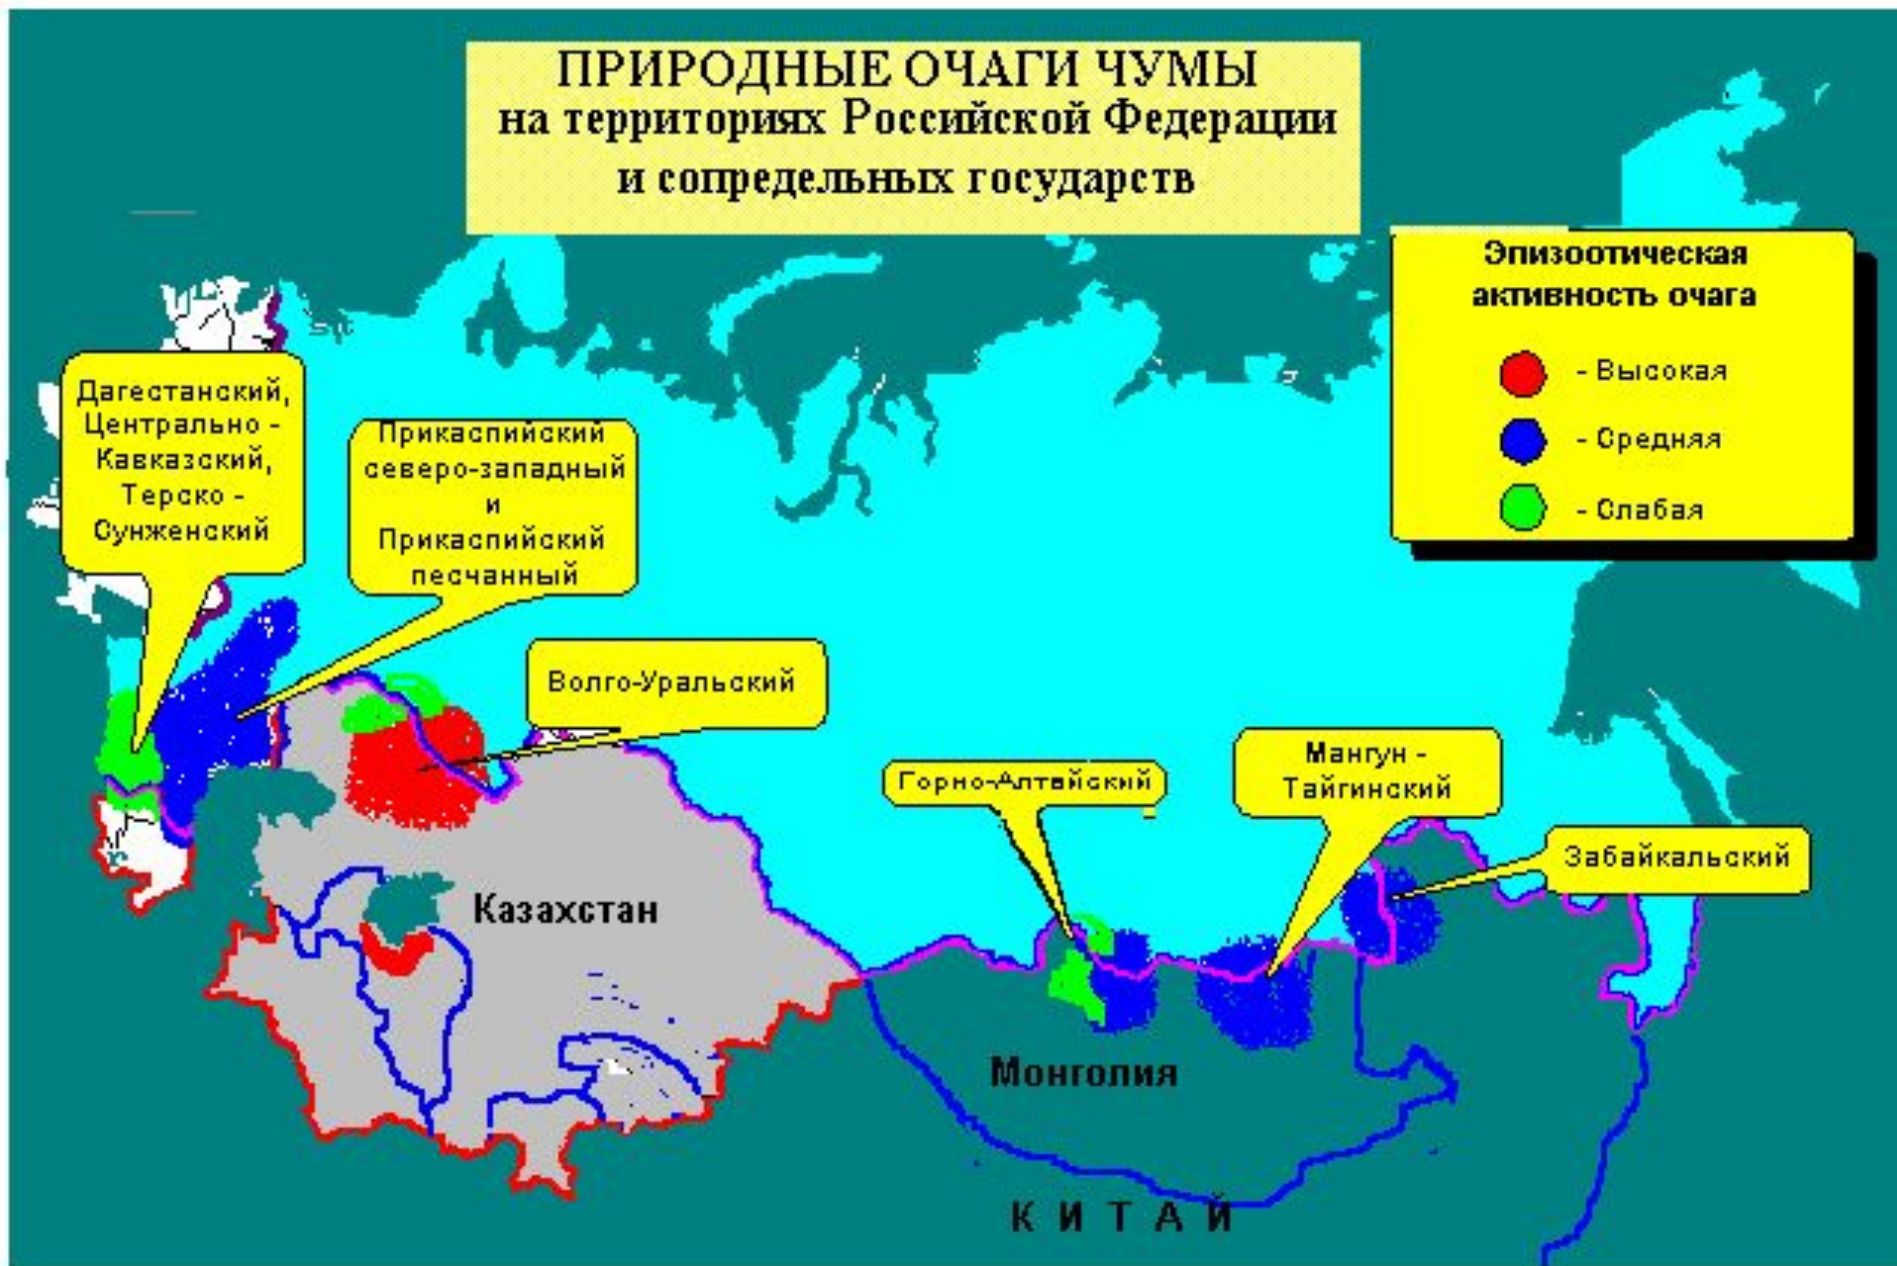 ПРИРОДНЫЕ ОЧАГИ ЧУМЫ
на территориях Российской Федерации
и сопредельных государств
Эпизоотическая
активность очага
- Высокая
- Средняя
- Слабая
Дагестанский,
Центрально -
Кавказский,
Терско -
Сунженский
Прикаспийский
северо-западный
и
Прикаспийский
песчанный
Волго-Уральский
Горно-Алтайский
Мангун -
Тайгинский
Забайкальский
Казахстан
Монголия
КИТАЙ